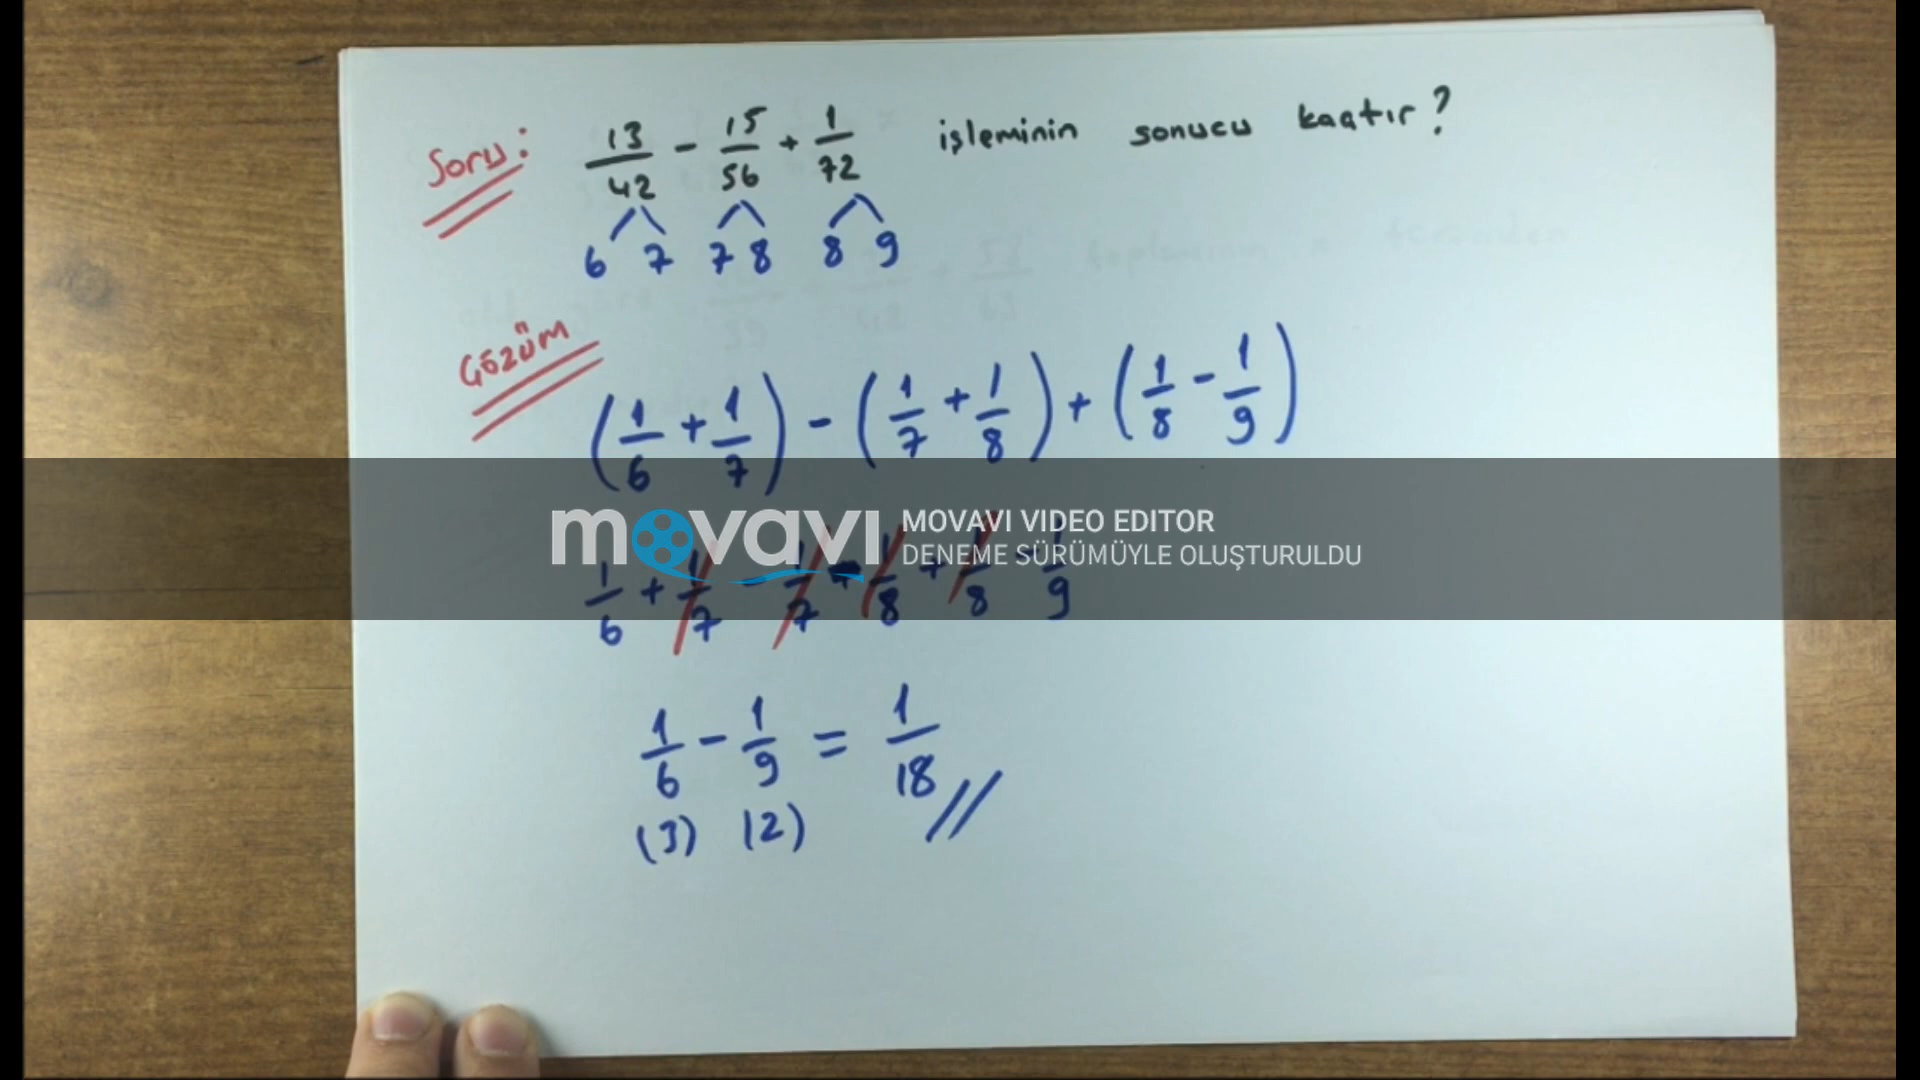 Soru: 13/42 - 15/56 + 1/72 işleminin sonucu kaçtır?
6 7 7 8 8 9
Çözüm
(1/6 + 1/7) - (1/7 + 1/8) + (1/8 - 1/9)
movavi MOVAVI VIDEO EDITOR
DENEME SÜRÜMÜYLE OLUŞTURULDU
1/6 + 1/7 - 1/7 - 1/8 + 1/8 - 1/9
1/6 - 1/9 = 1/18 //
(3) (2)